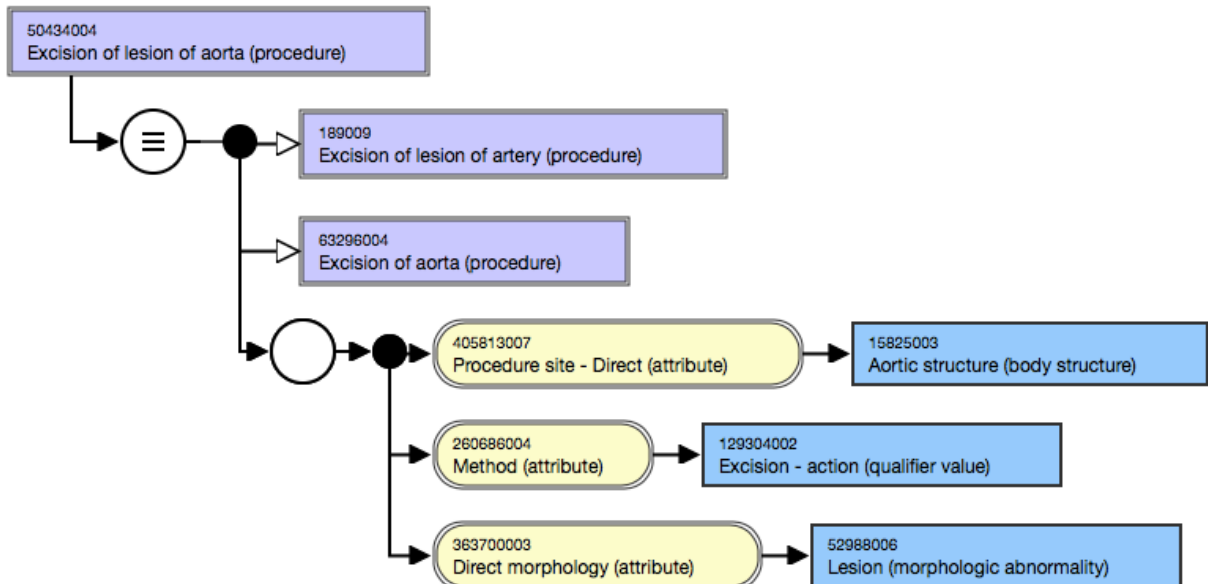 50434004
Excision of lesion of aorta (procedure)
189009
Excision of lesion of artery (procedure)
63296004
Excision of aorta (procedure)
405813007
Procedure site - Direct (attribute)
15825003
Aortic structure (body structure)
260686004
Method (attribute)
129304002
Excision - action (qualifier value)
363700003
Direct morphology (attribute)
52988006
Lesion (morphologic abnormality)